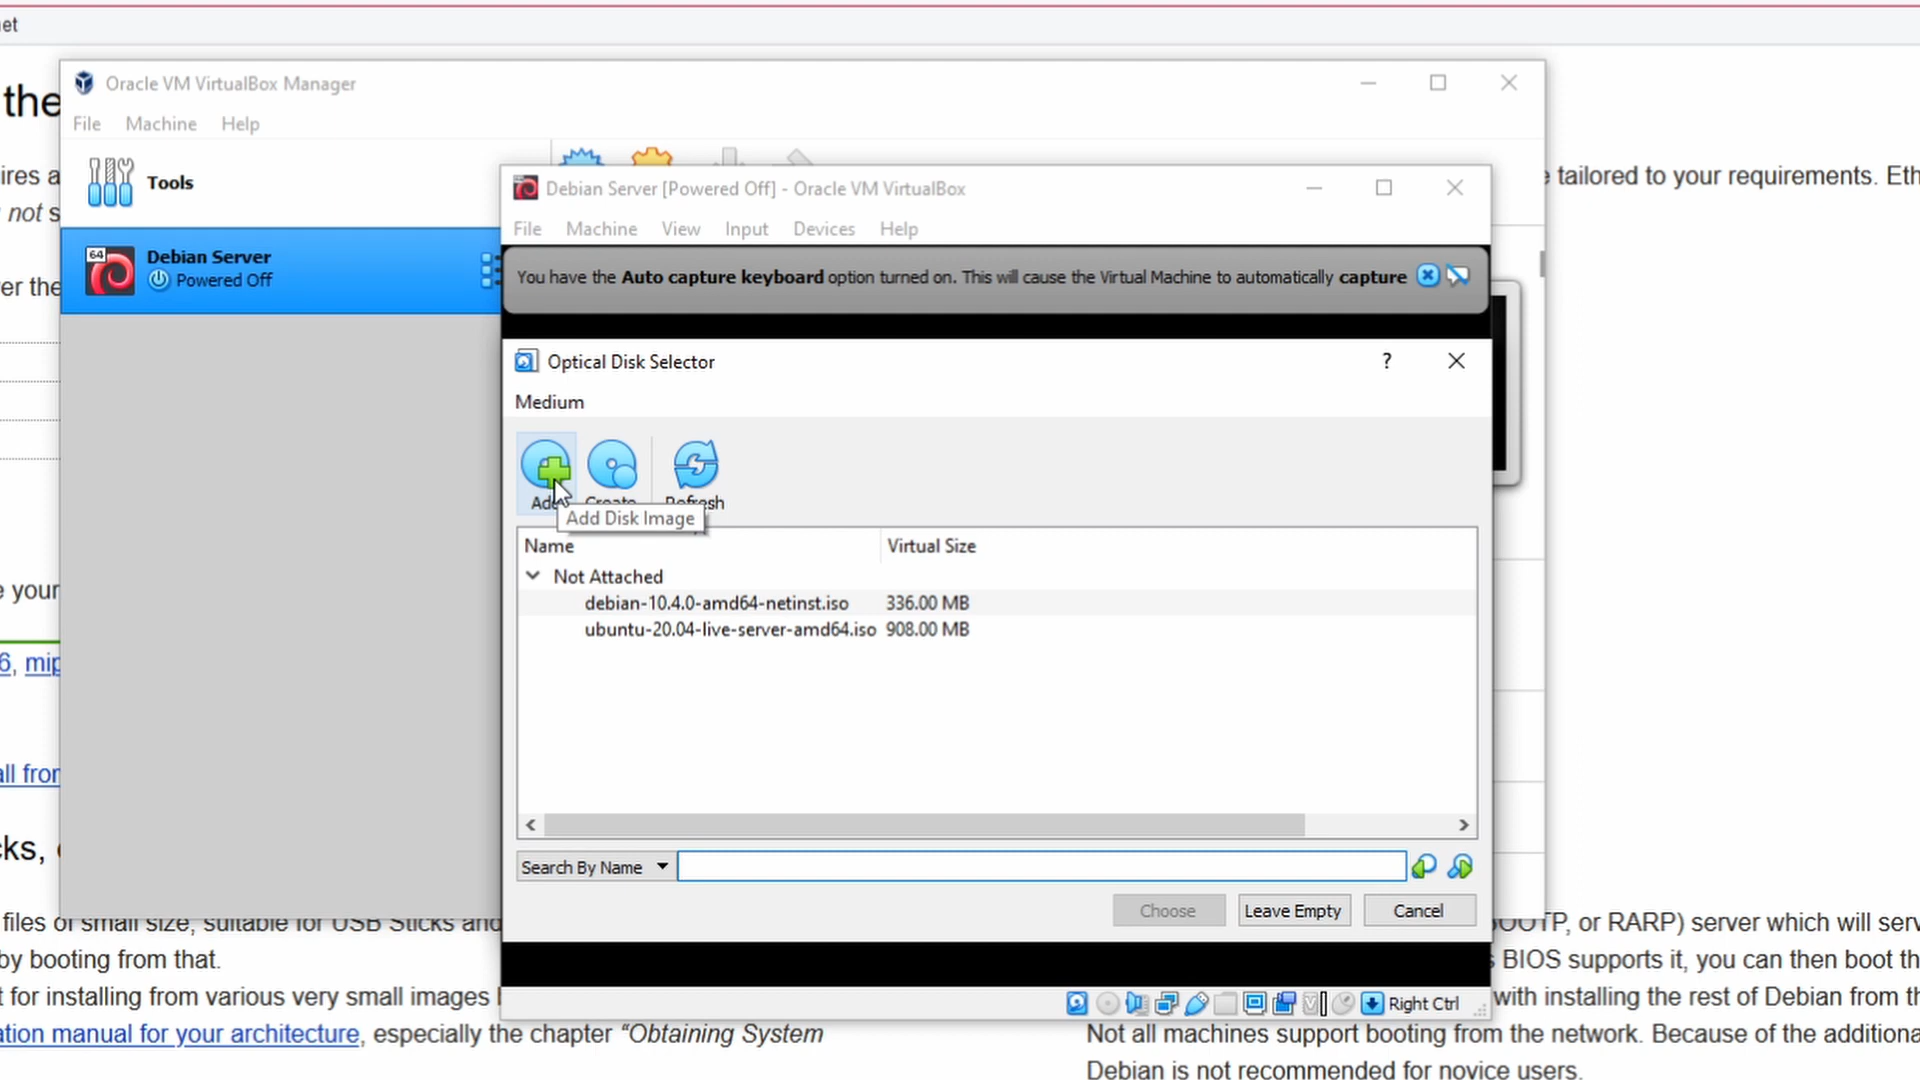 et
Oracle VM VirtualBox Manager
the
File Machine Help
ires a
Tools
not s
tailored to your requirements. Eth
Debian Server [Powered Off] - Oracle VM VirtualBox
File Machine View Input Devices Help
64
Debian Server
Powered Off
er the
You have the Auto capture keyboard option turned on. This will cause the Virtual Machine to automatically capture
Optical Disk Selector
?
Medium
Add Create Refresh
Add Disk Image
Name Virtual Size
Not Attached
debian-10.4.0-amd64-netinst.iso 336.00 MB
ubuntu-20.04-live-server-amd64.iso 908.00 MB
e your
6, mip
all from
cks,
Search By Name
Choose Leave Empty Cancel
files of small size, suitable for USB Sticks and
by booting from that.
t for installing from various very small images
ation manual for your architecture, especially the chapter “Obtaining System
Right Ctrl
BOOTP, or RARP) server which will serv
s BIOS supports it, you can then boot th
with installing the rest of Debian from th
Not all machines support booting from the network. Because of the additiona
Debian is not recommended for novice users.